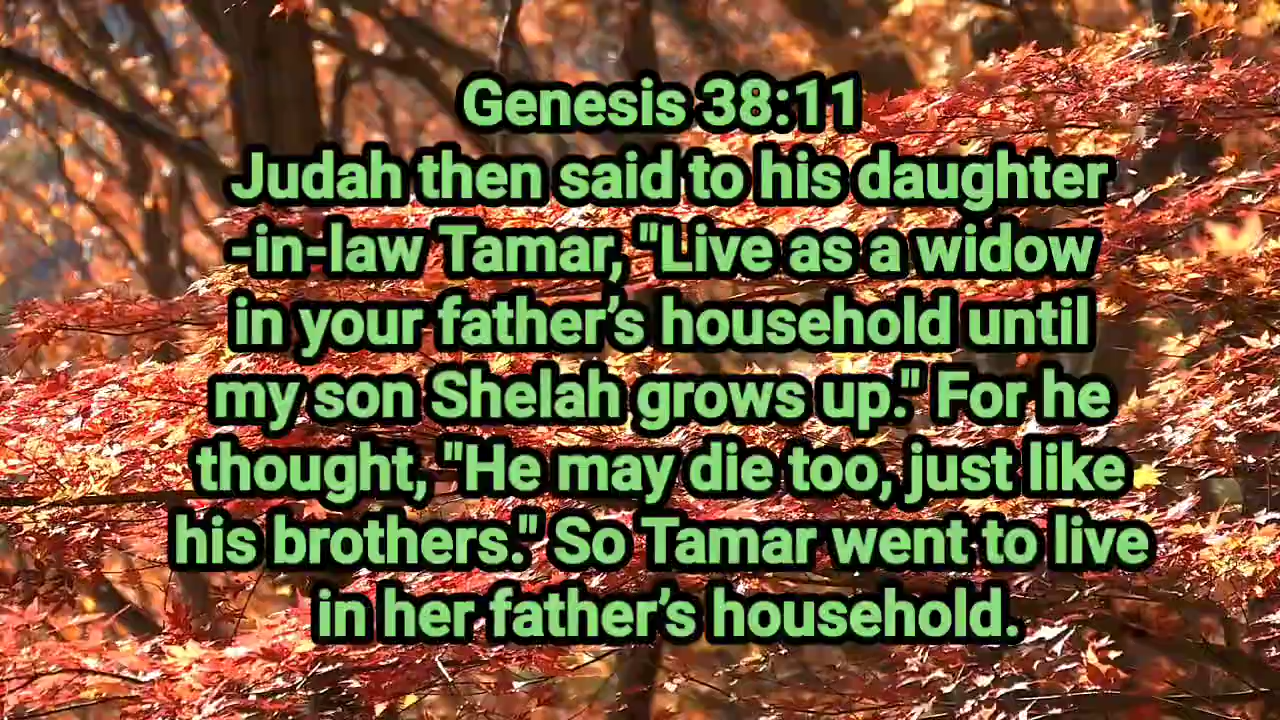 Genesis 38:11
Judah then said to his daughter
-in-law Tamar, "Live as a widow
in your father’s household until
my son Shelah grows up." For he
thought, "He may die too, just like
his brothers." So Tamar went to live
in her father’s household.